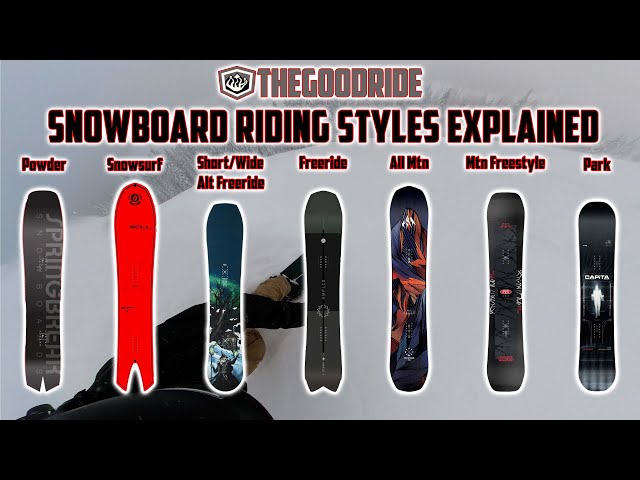 THEGOODRIDE
SNOWBOARD RIDING STYLES EXPLAINED
Powder
Snowsurf
Short/Wide
Alt Freeride
Freeride
All Mtn
Mtn Freestyle
Park
SPRINGBREAK
SNOWBOARDS
CAPITA